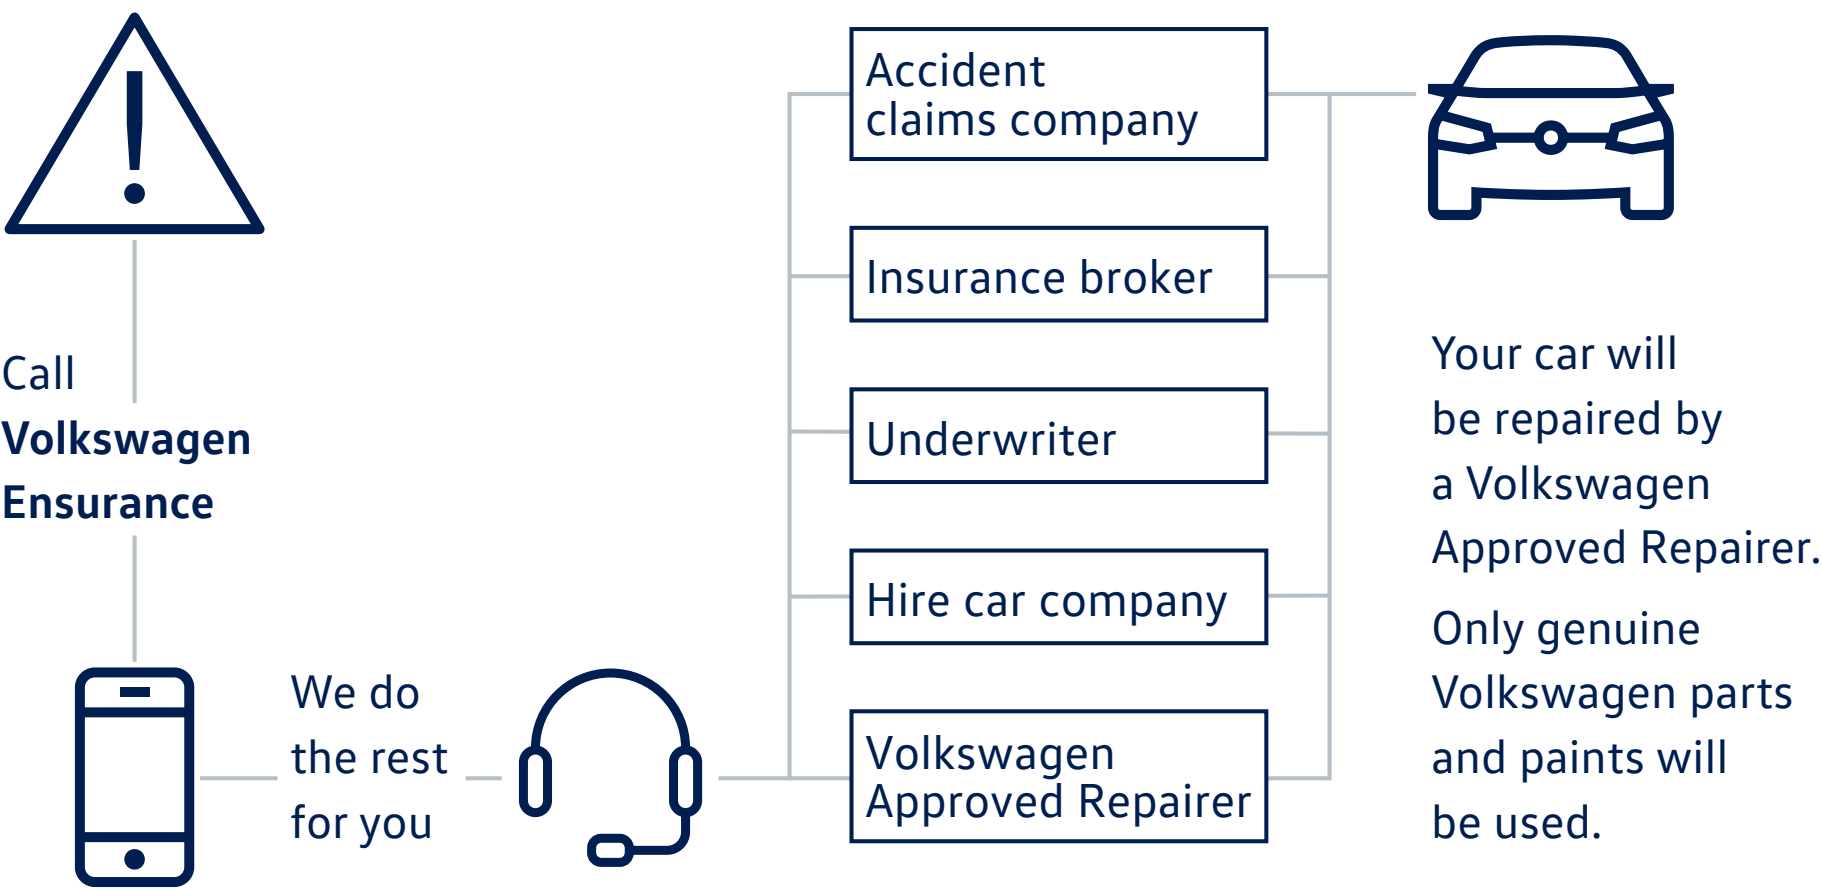 Call
Volkswagen
Ensurance
We do
the rest
for you
Accident
claims company
Insurance broker
Underwriter
Hire car company
Volkswagen
Approved Repairer
Your car will
be repaired by
a Volkswagen
Approved Repairer.
Only genuine
Volkswagen parts
and paints will
be used.